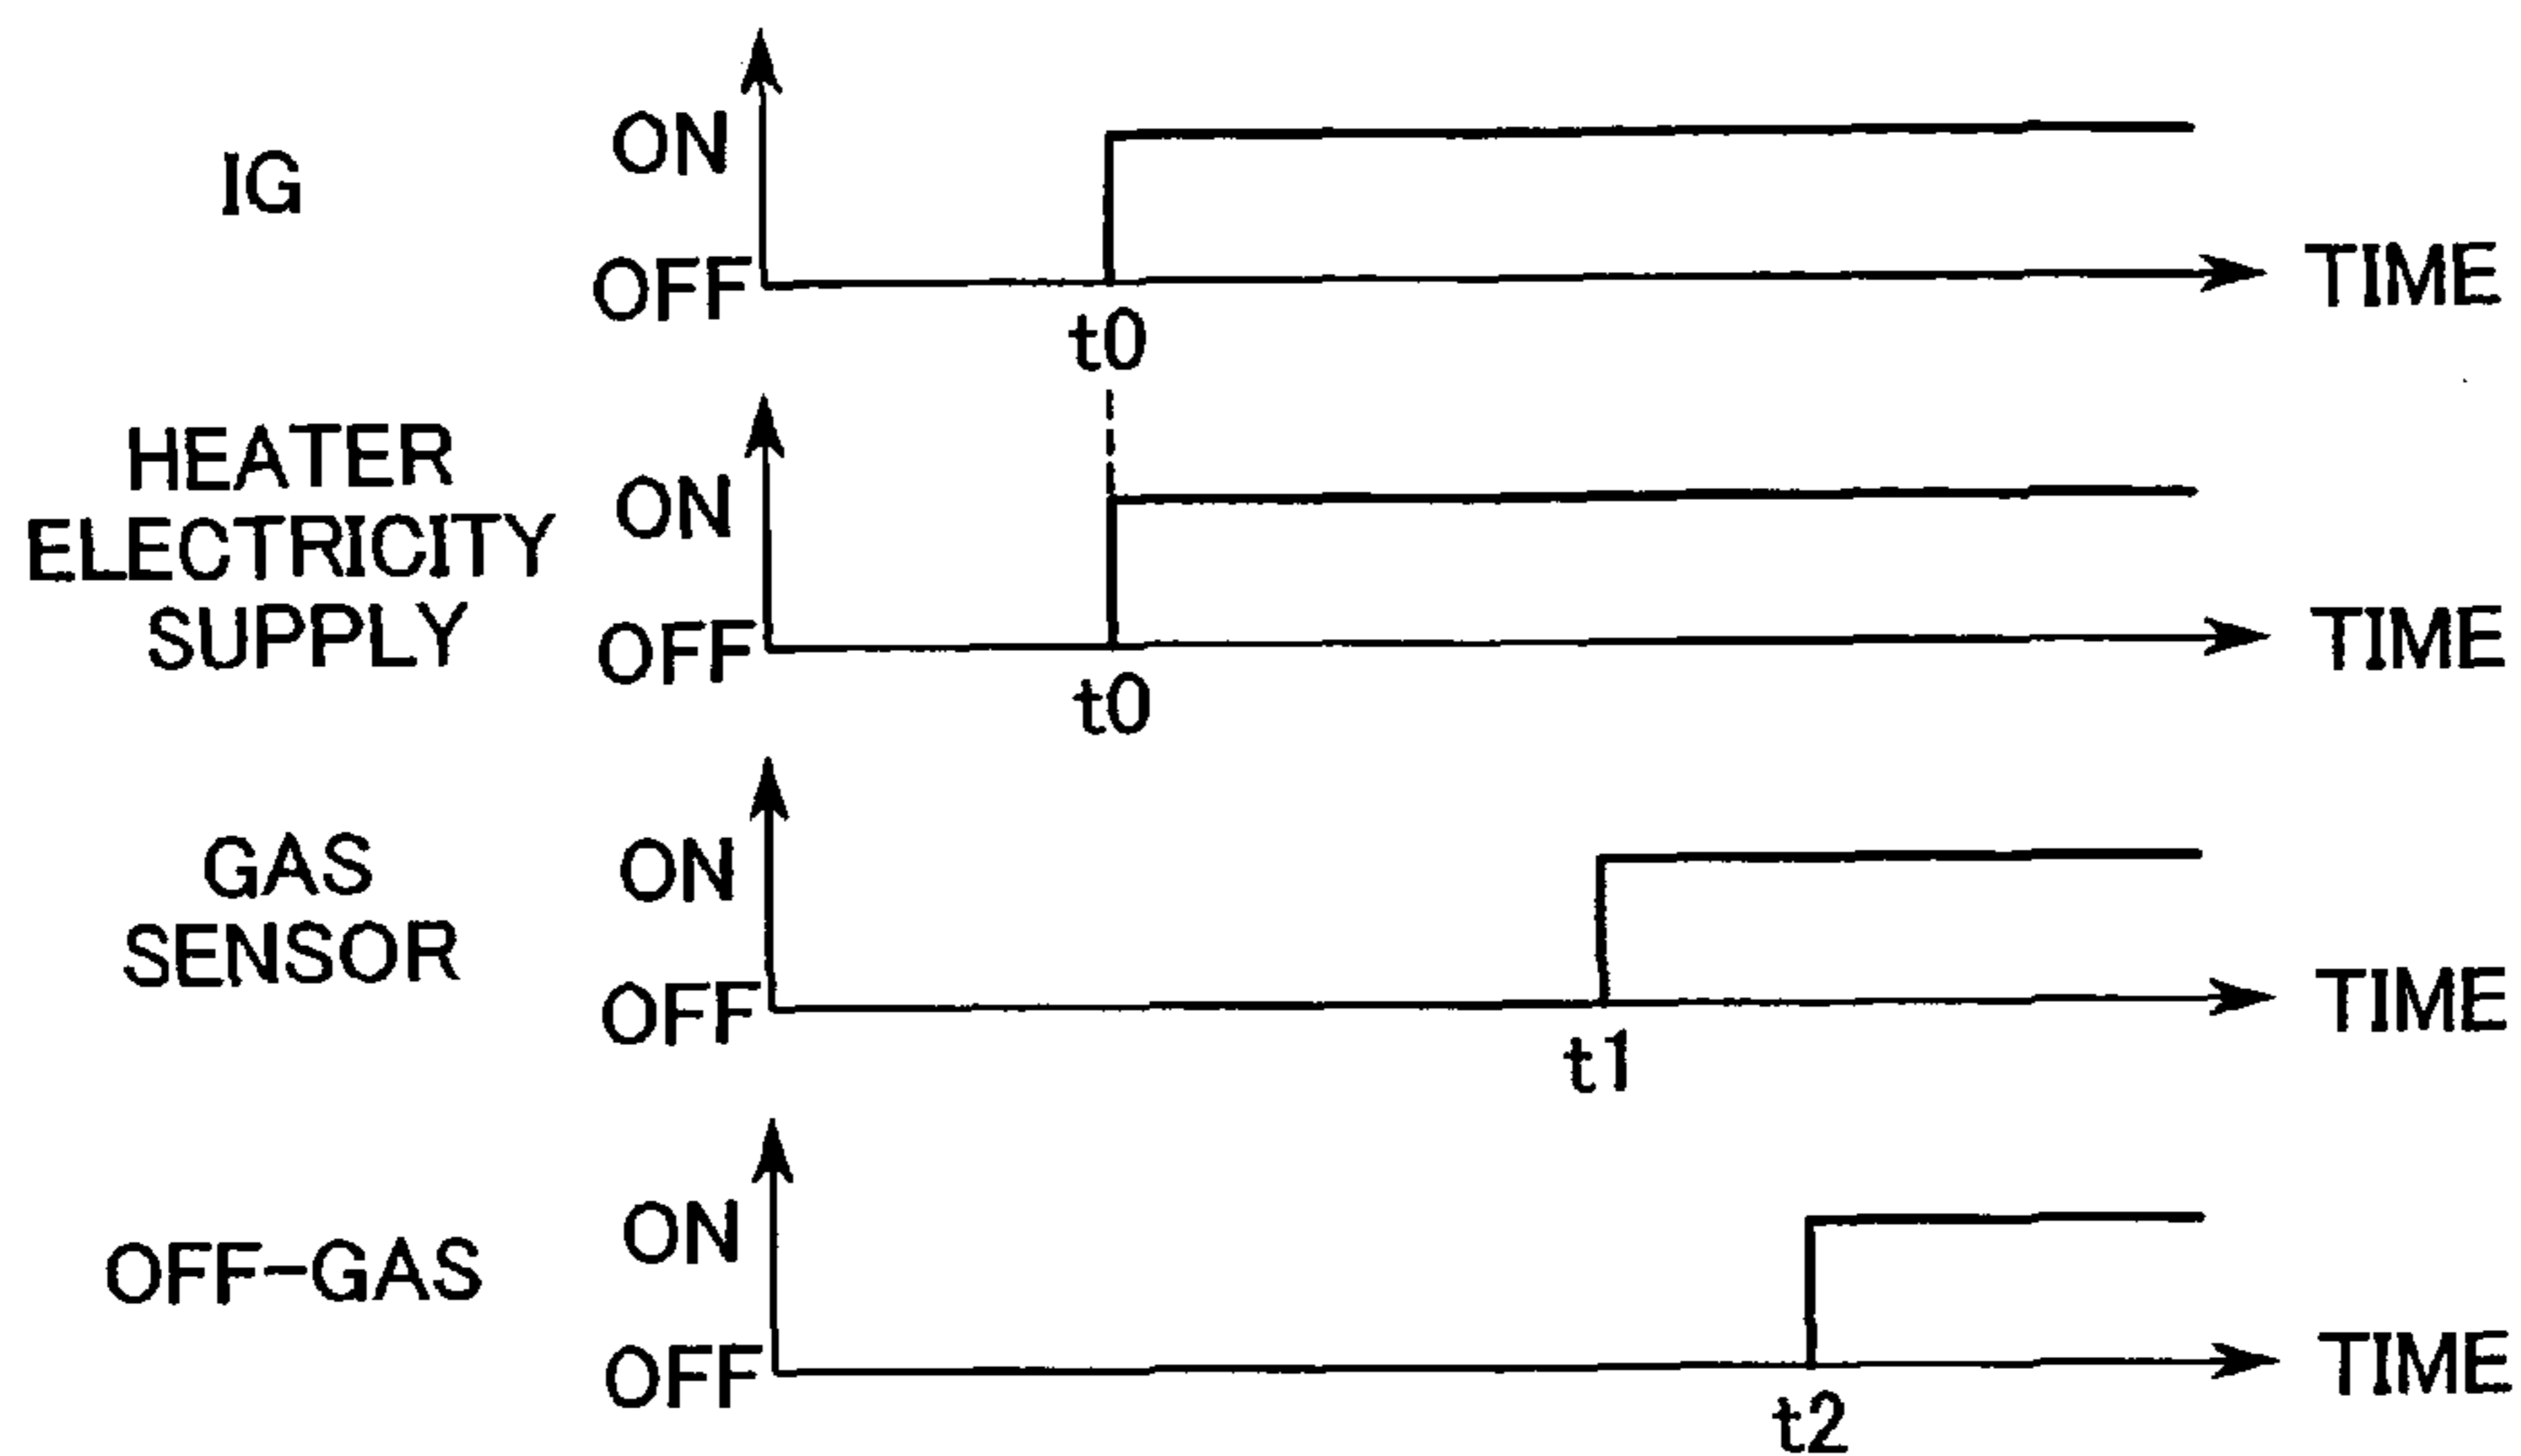 IG
ON
OFF
TIME
t0
HEATER
ELECTRICITY
SUPPLY
ON
OFF
TIME
t0
GAS
SENSOR
ON
OFF
TIME
t1
OFF-GAS
ON
OFF
TIME
t2